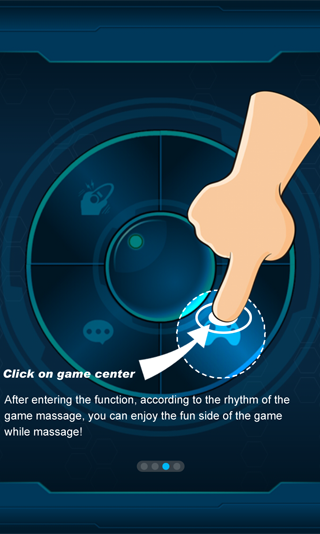 Click on game center
After entering the function, according to the rhythm of the
game massage, you can enjoy the fun side of the game
while massage!